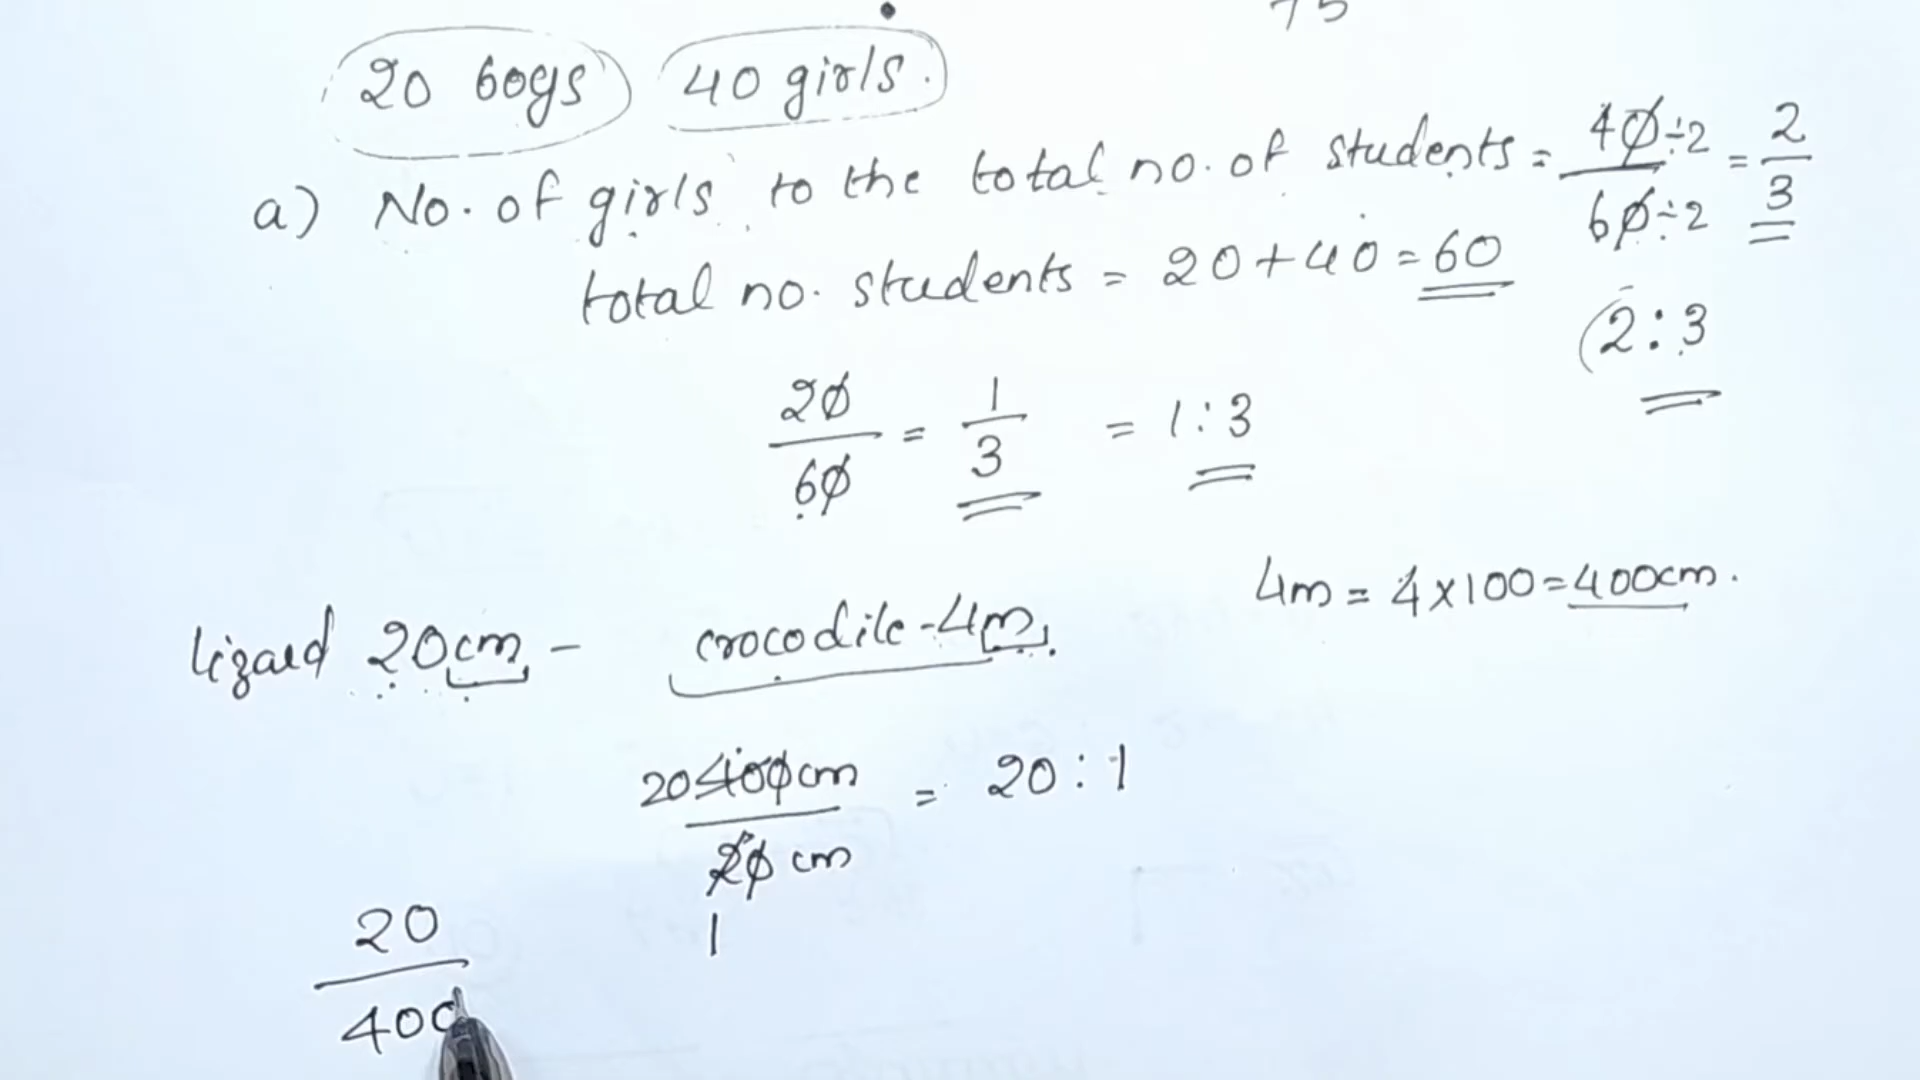 75
20 boys 40 girls.
a) No. of girls to the total no. of students = 40÷2 / 60÷2 = 2/3
total no. students = 20+40=60
2:3
20/60 = 1/3 = 1:3
4m = 4x100=400cm.
lizard 20cm - crocodile-4m.
20 400cm / 20 cm = 20:1
1
20
400